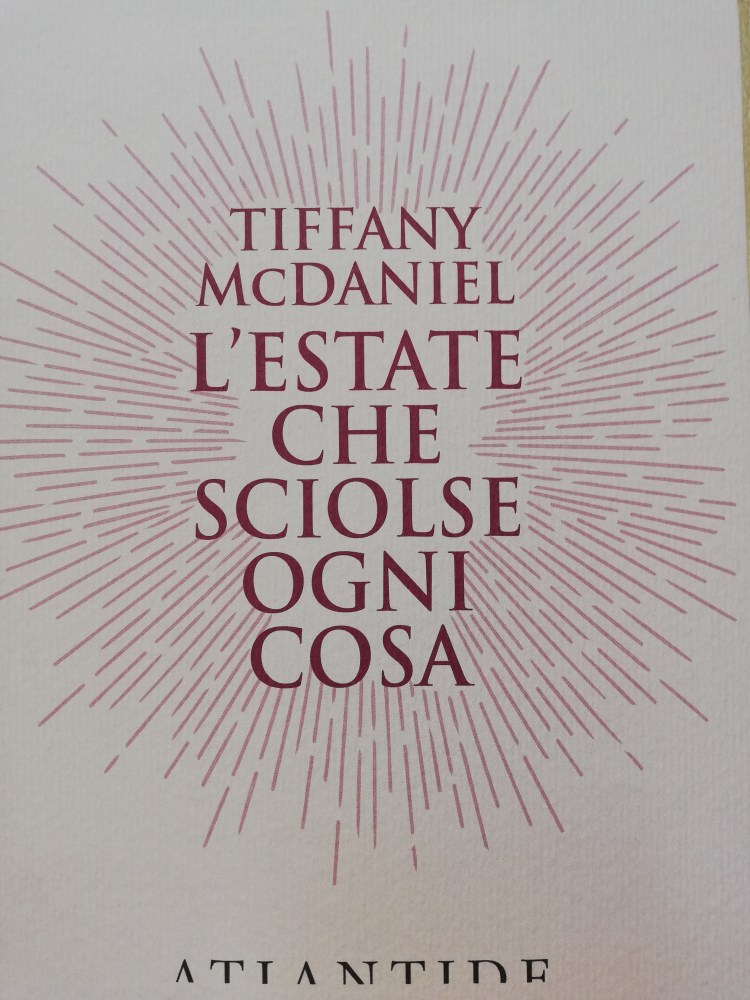 TIFFANY
McDANIEL
L'ESTATE
CHE
SCIOLSE
OGNI
COSA
ATLANTIDE